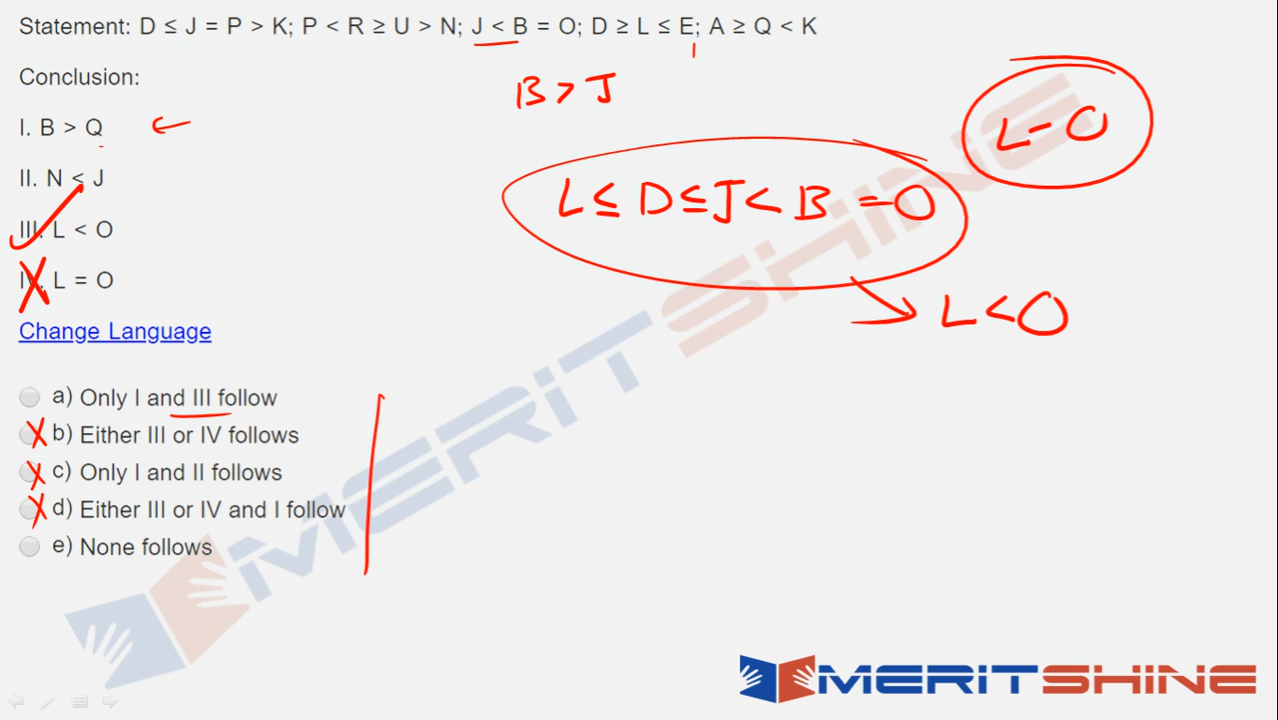 Statement: D ≤ J = P > K; P < R ≥ U > N; J < B = O; D ≥ L ≤ E; A ≥ Q < K
Conclusion:
B > J
I. B > Q
L - O
II. N < J
L ≤ D ≤ J < B = O
III. L < O
IV. L = O
L < O
Change Language
a) Only I and III follow
b) Either III or IV follows
c) Only I and II follows
d) Either III or IV and I follow
e) None follows
MERITSHINE
MERITSHINE